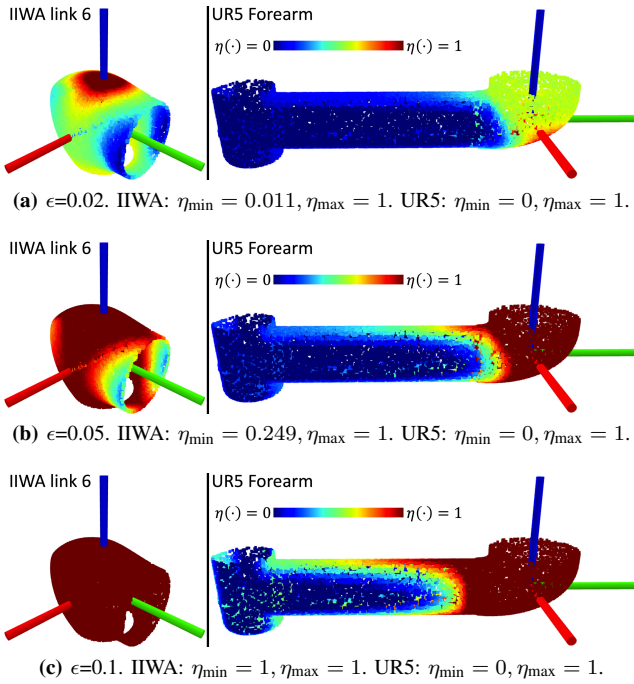 IIWA link 6
UR5 Forearm
η(·) = 0 η(·) = 1
(a) ϵ=0.02. IIWA: ηmin = 0.011, ηmax = 1. UR5: ηmin = 0, ηmax = 1.
IIWA link 6
UR5 Forearm
η(·) = 0 η(·) = 1
(b) ϵ=0.05. IIWA: ηmin = 0.249, ηmax = 1. UR5: ηmin = 0, ηmax = 1.
IIWA link 6
UR5 Forearm
η(·) = 0 η(·) = 1
(c) ϵ=0.1. IIWA: ηmin = 1, ηmax = 1. UR5: ηmin = 0, ηmax = 1.